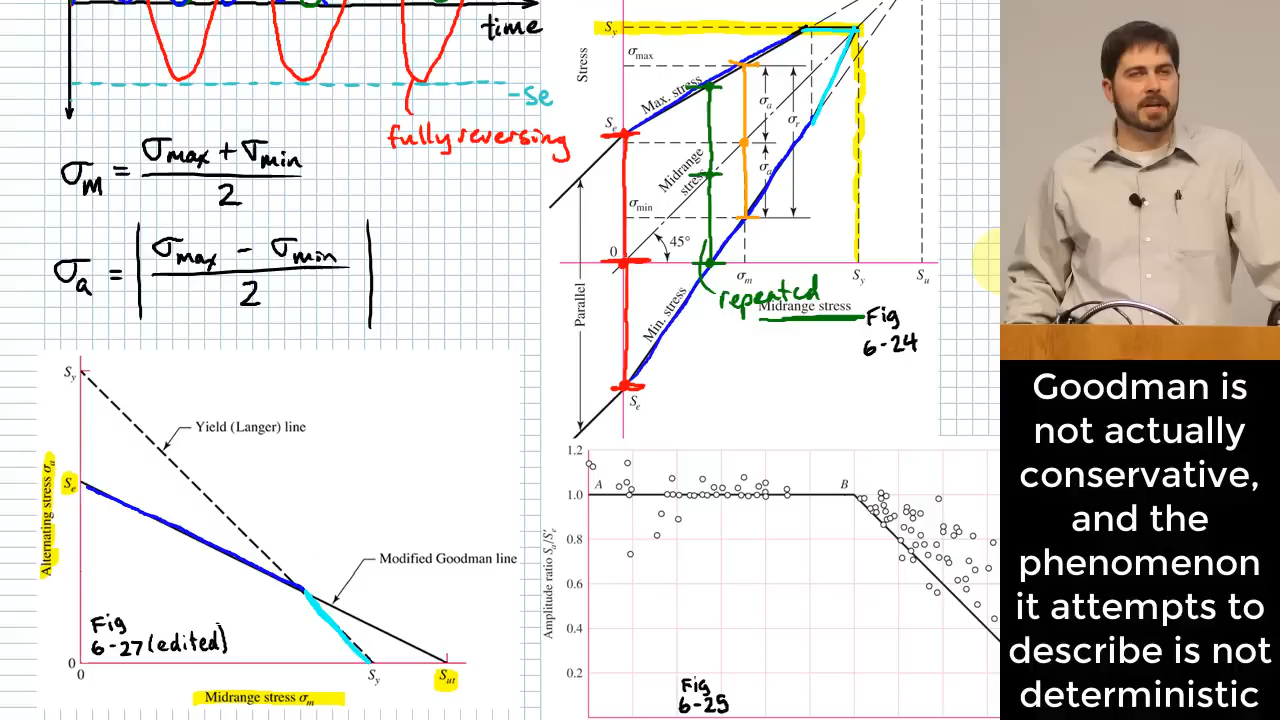 time
-Se
fully reversing
σm = σmax + σmin
2
σa = | σmax - σmin |
2
Sy
Se
0
Alternating stress σa
Yield (Langer) line
Modified Goodman line
Fig
6-27 (edited)
0
Sy
Sut
Midrange stress σm
Stress
Sy
σmax
Se
Max. stress
σa
σr
Midrange
stress
σa
σmin
0
45°
Parallel
Min. stress
Se
σm
Sy
Su
repeated
Midrange stress
Fig
6-24
1.2
1.0
0.8
0.6
0.4
0.2
A
B
Amplitude ratio Sa/S'e
Fig
6-25
Goodman is
not actually
conservative,
and the
phenomenon
it attempts to
describe is not
deterministic